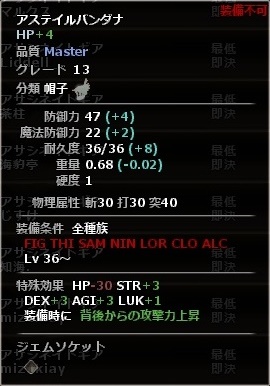 装備不可
アステイルバンダナ
HP+4
品質 Master
グレード 13
分類 帽子
防御力 47 (+4)
魔法防御力 22 (+2)
耐久度 36/36 (+8)
重量 0.68 (-0.02)
硬度 1
物理属性 斬30 打30 突40
装備条件 全種族
FIG THI SAM NIN LOR CLO ALC
Lv 36～
特殊効果 HP-30 STR+3
DEX+3 AGI+3 LUK+1
装備時に 背後からの攻撃力上昇
ジェムソケット